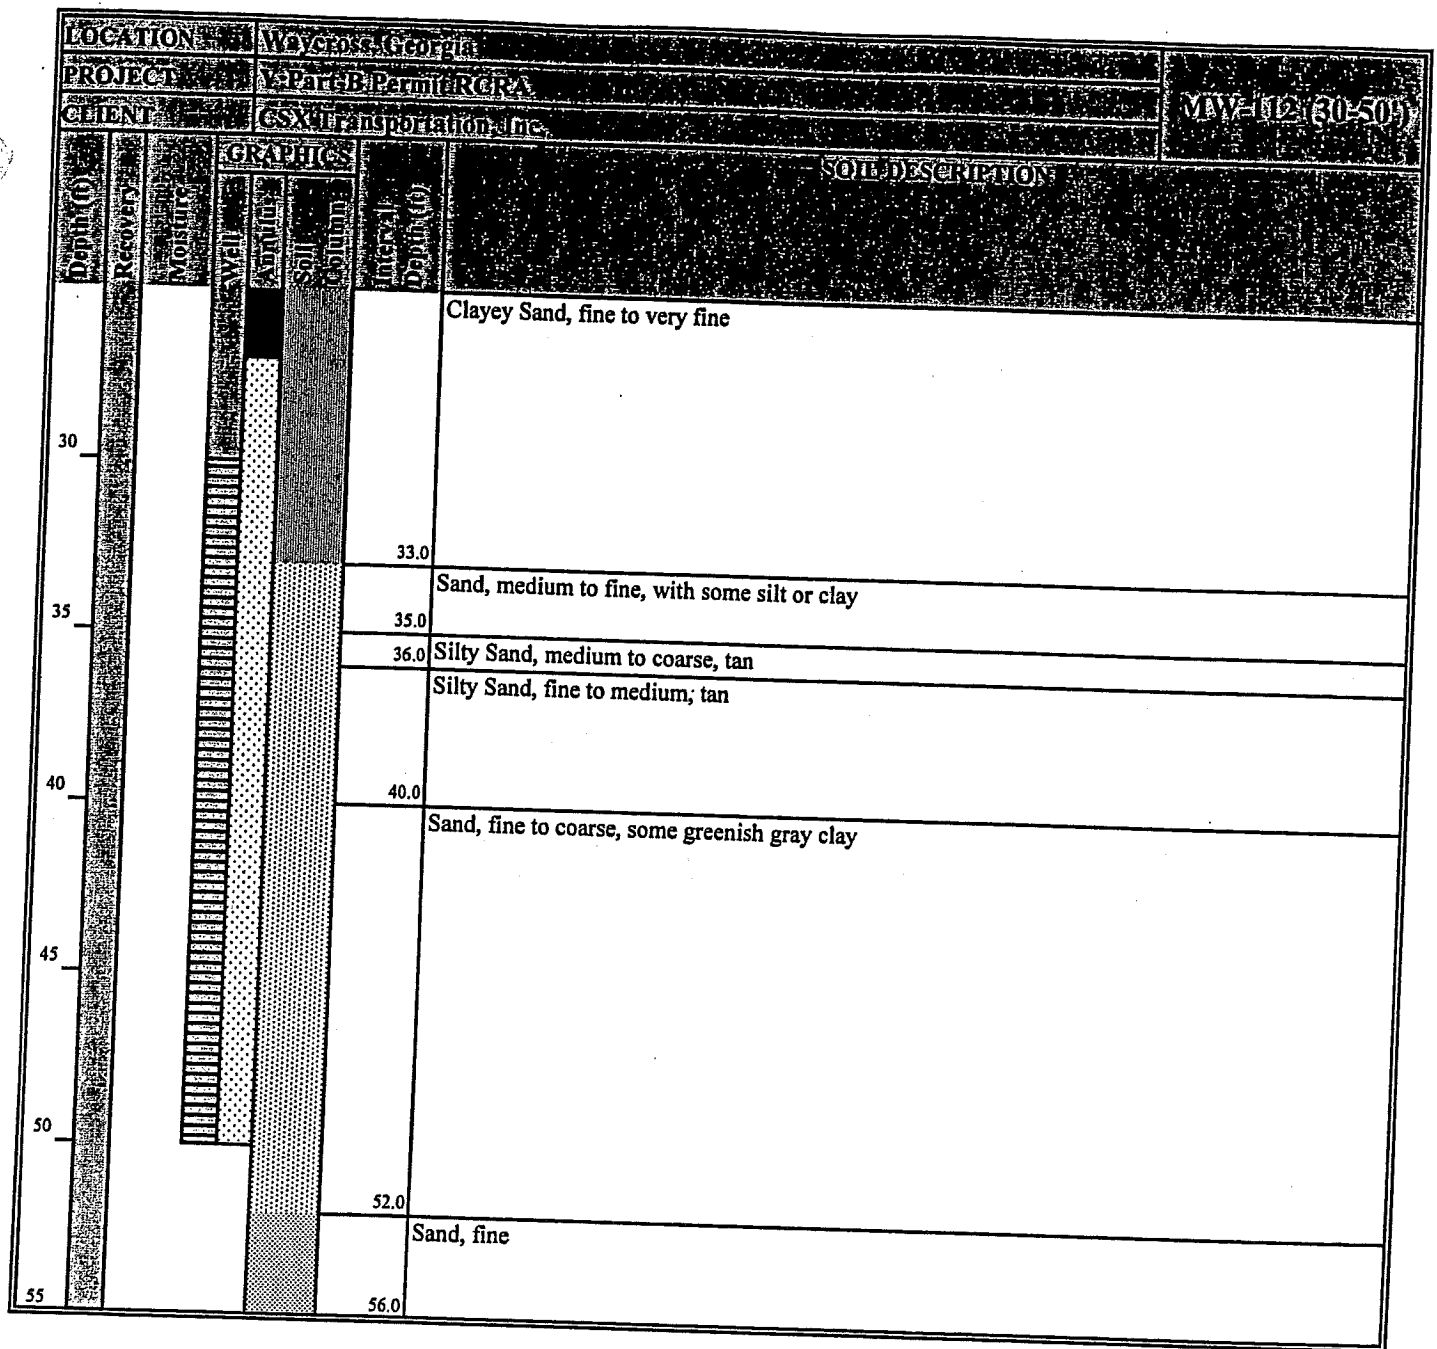 LOCATION Waycross, Georgia
PROJECT V-Part B Permit RCRA
CLIENT CSX Transportation Inc
MW-112 (30-50')
Depth (ft)
Recovery
Moisture
GRAPHICS
Well
Annulus
Soil Column
Interval Depth (ft)
SOIL DESCRIPTION
Clayey Sand, fine to very fine
30
33.0
Sand, medium to fine, with some silt or clay
35
35.0
Silty Sand, medium to coarse, tan
36.0
Silty Sand, fine to medium, tan
40
40.0
Sand, fine to coarse, some greenish gray clay
45
50
52.0
Sand, fine
55
56.0